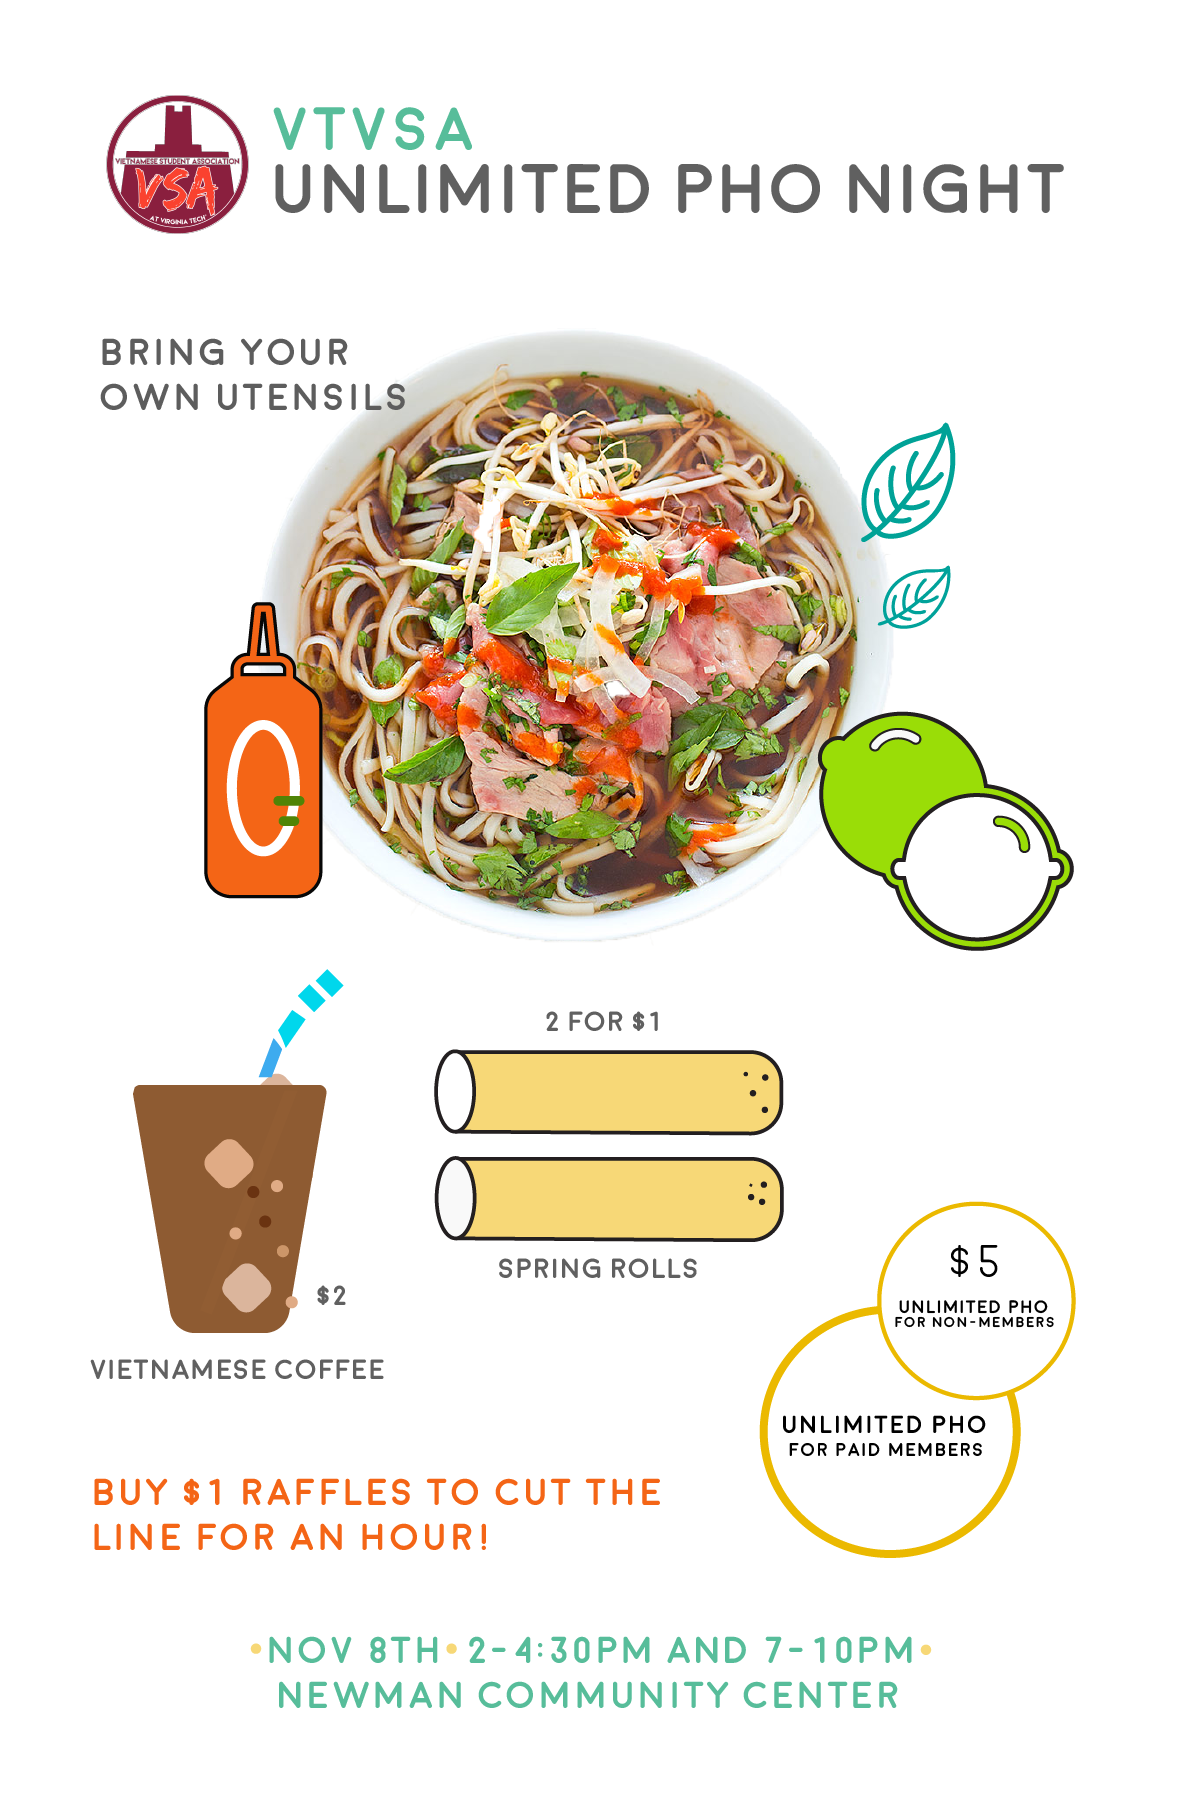 VIETNAMESE STUDENT ASSOCIATION
VSA
AT VIRGINIA TECH
VTVSA
UNLIMITED PHO NIGHT
BRING YOUR
OWN UTENSILS
2 FOR $1
SPRING ROLLS
$2
VIETNAMESE COFFEE
$5
UNLIMITED PHO
FOR NON-MEMBERS
UNLIMITED PHO
FOR PAID MEMBERS
BUY $1 RAFFLES TO CUT THE
LINE FOR AN HOUR!
•NOV 8TH•2-4:30PM AND 7-10PM•
NEWMAN COMMUNITY CENTER